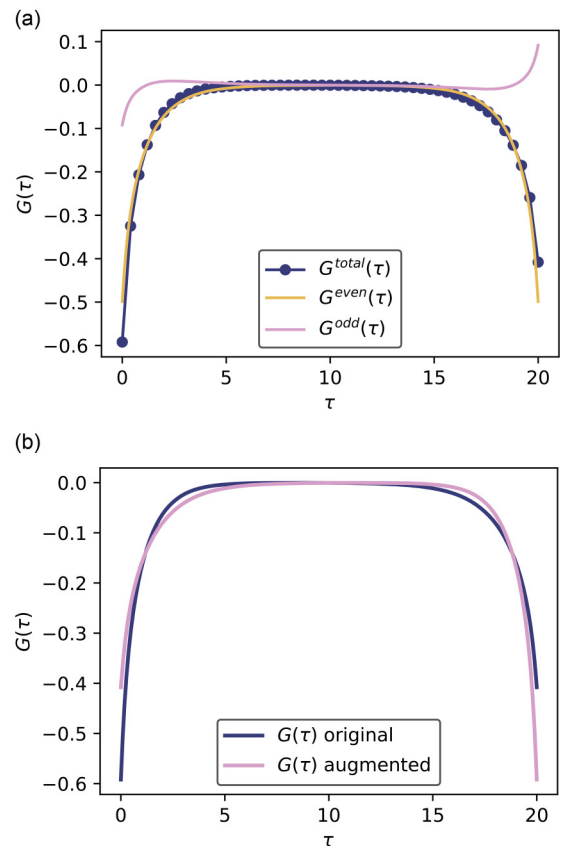 (a)
0.1
0.0
−0.1
−0.2
−0.3
−0.4
−0.5
−0.6
G(τ)
G^{total}(τ)
G^{even}(τ)
G^{odd}(τ)
0 5 10 15 20
τ
(b)
0.0
−0.1
−0.2
−0.3
−0.4
−0.5
−0.6
G(τ)
G(τ) original
G(τ) augmented
0 5 10 15 20
τ